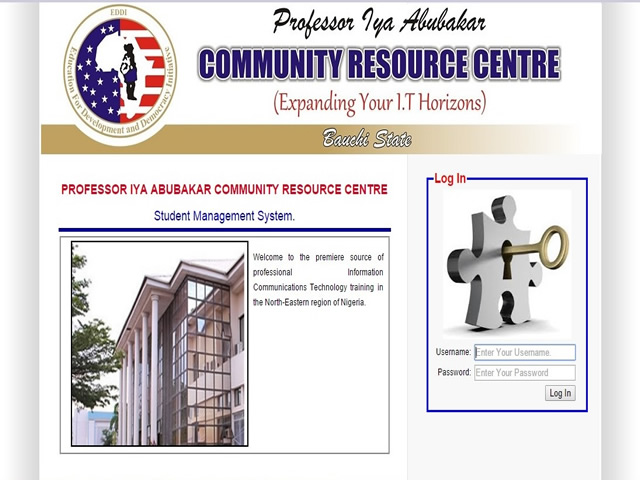 EDDI
Education For Development and Democracy Initiative
Professor Iya Abubakar
COMMUNITY RESOURCE CENTRE
(Expanding Your I.T Horizons)
Bauchi State
PROFESSOR IYA ABUBAKAR COMMUNITY RESOURCE CENTRE
Student Management System.
Welcome to the premiere source of
professional Information
Communications Technology training in
the North-Eastern region of Nigeria.
Log In
Username: Enter Your Username.
Password: Enter Your Password
Log In